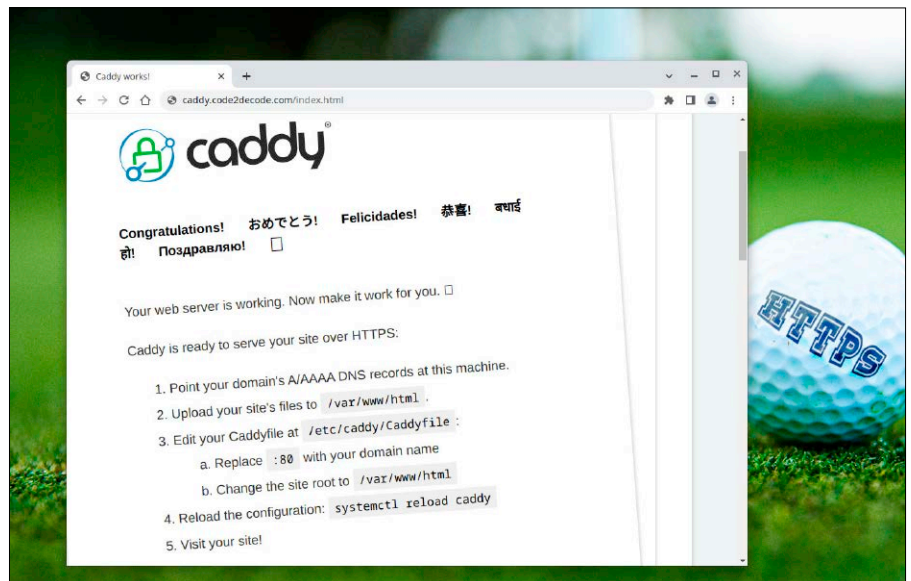 Caddy works!
caddy.code2decode.com/index.html
caddy®
Congratulations! おめでとう! Felicidades! 恭喜! बधाई
हो! Поздравляю!
Your web server is working. Now make it work for you.
Caddy is ready to serve your site over HTTPS:
1. Point your domain's A/AAAA DNS records at this machine.
2. Upload your site's files to /var/www/html .
3. Edit your Caddyfile at /etc/caddy/Caddyfile :
a. Replace :80 with your domain name
b. Change the site root to /var/www/html
4. Reload the configuration: systemctl reload caddy
5. Visit your site!
HTTPS